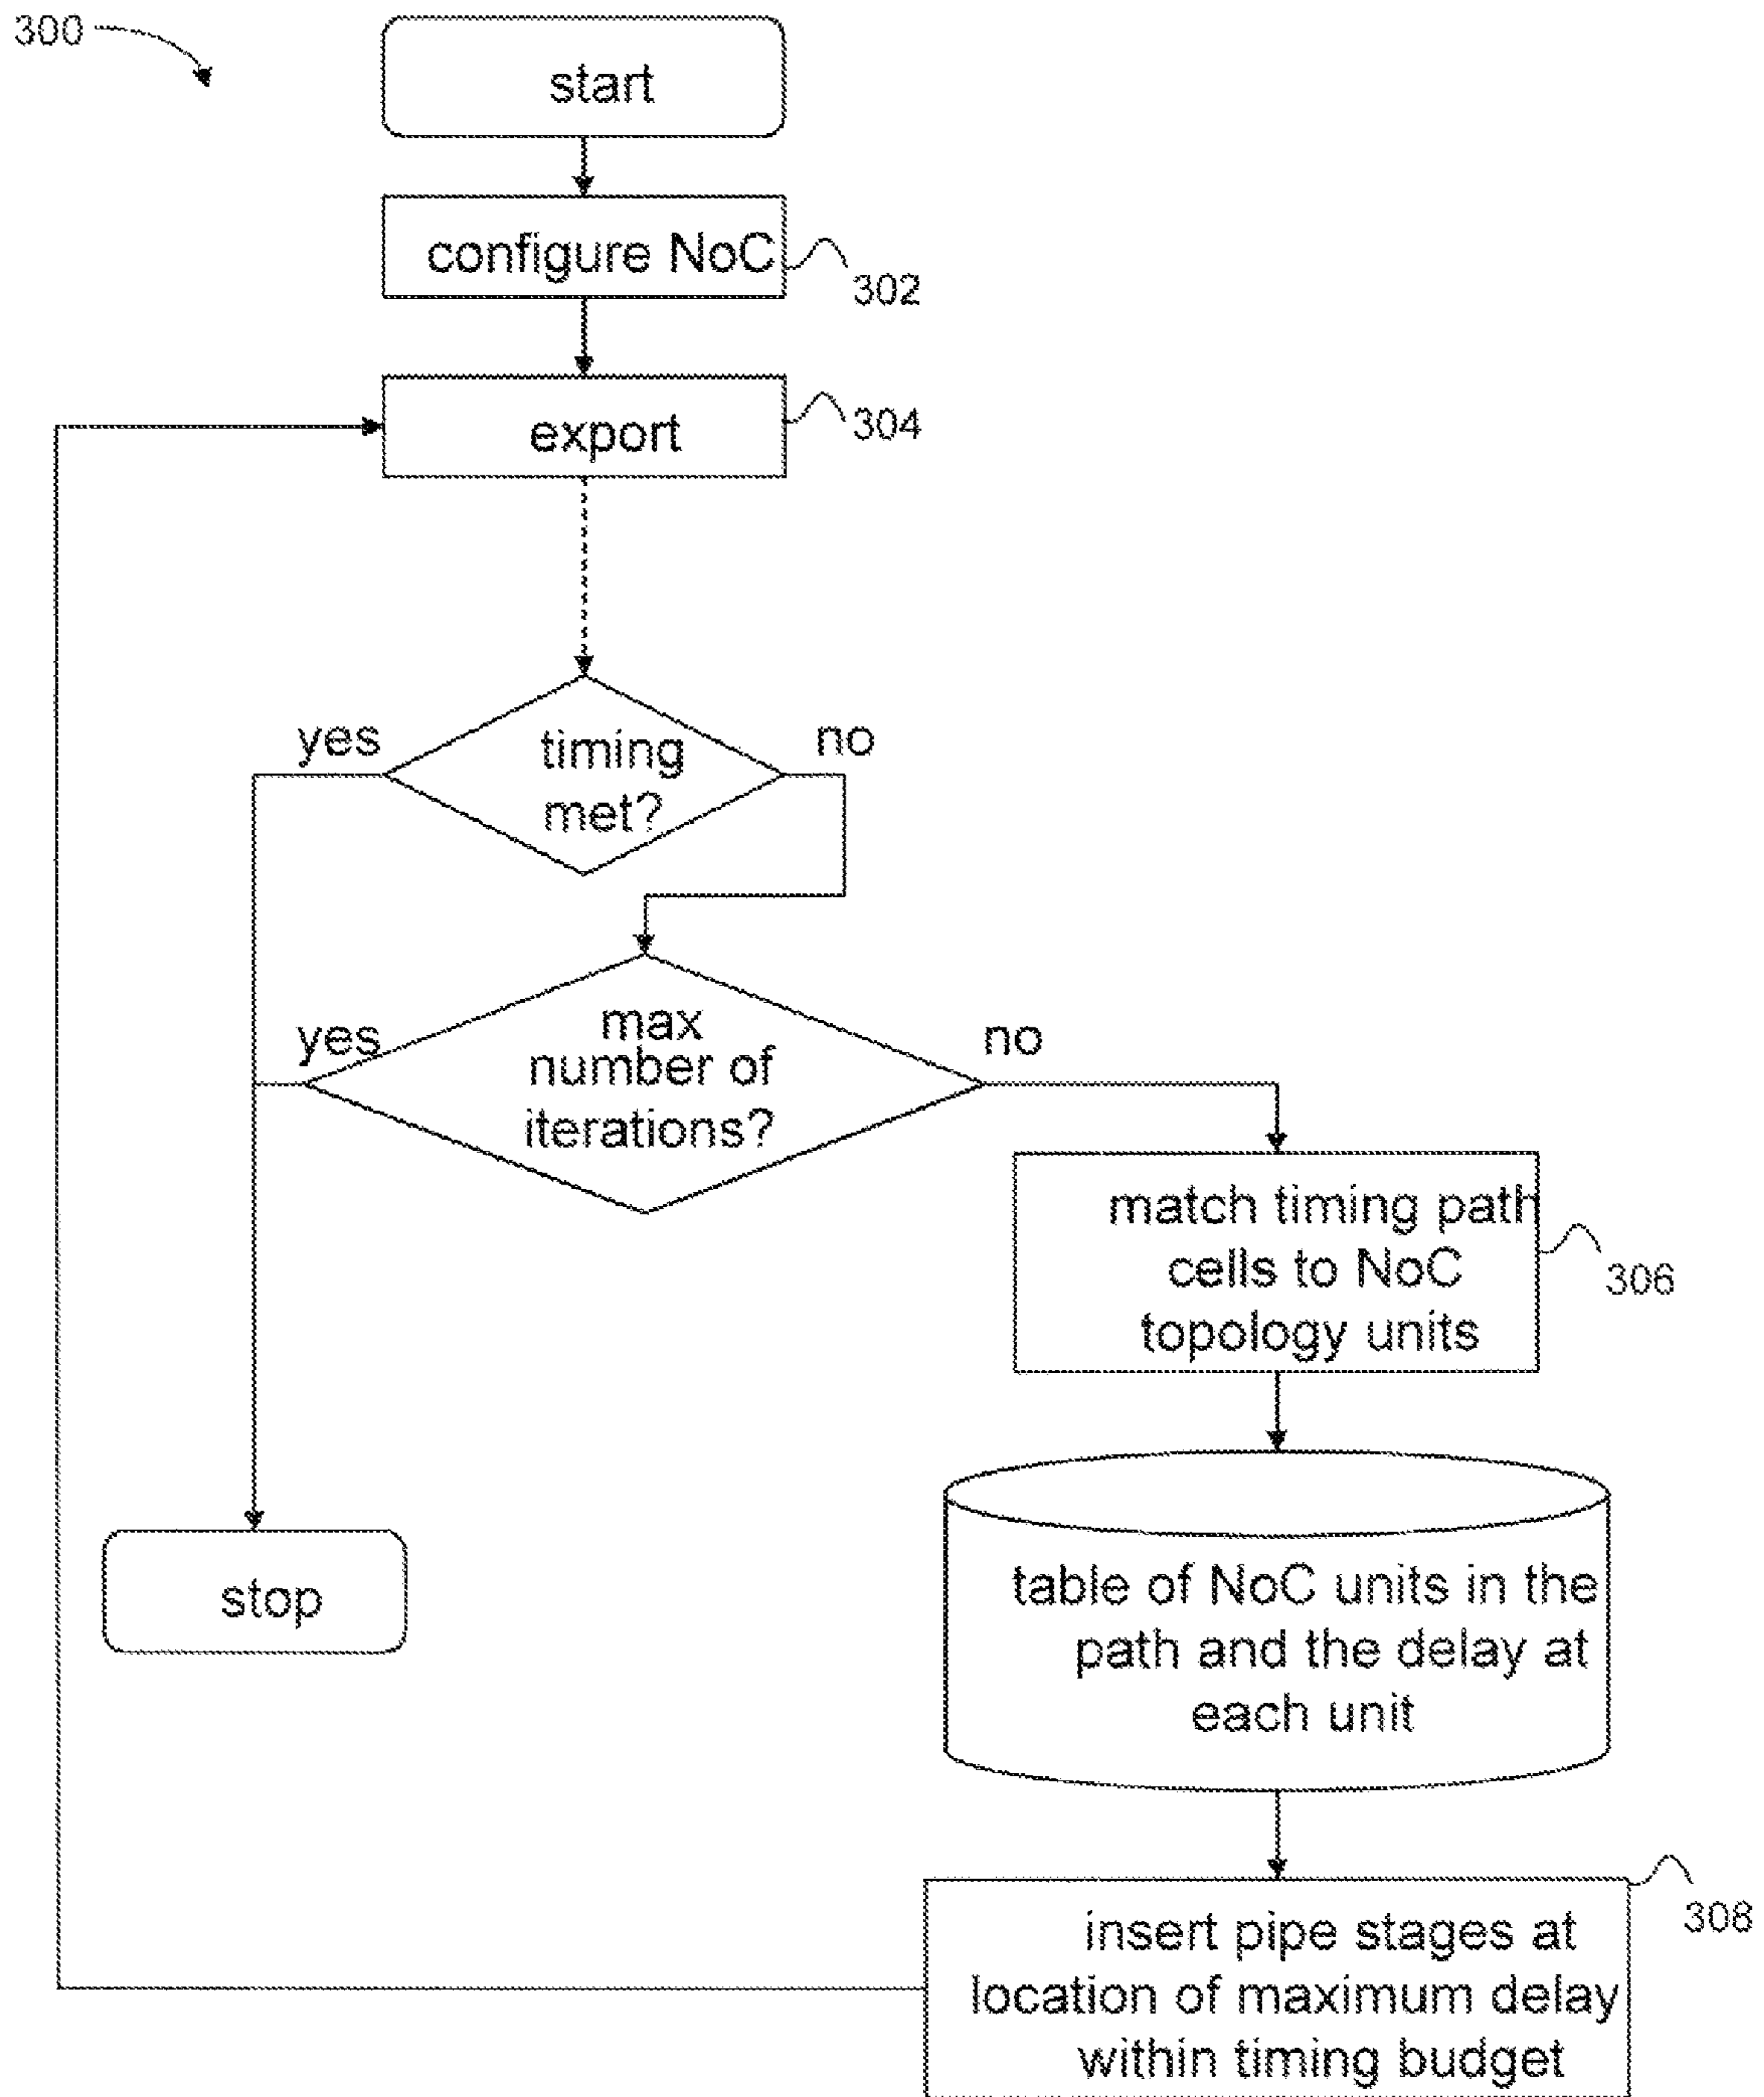 300
start
configure NoC
302
export
304
yes
no
timing
met?
yes
no
max
number of
iterations?
match timing path
cells to NoC
topology units
306
stop
table of NoC units in the
path and the delay at
each unit
308
insert pipe stages at
location of maximum delay
within timing budget